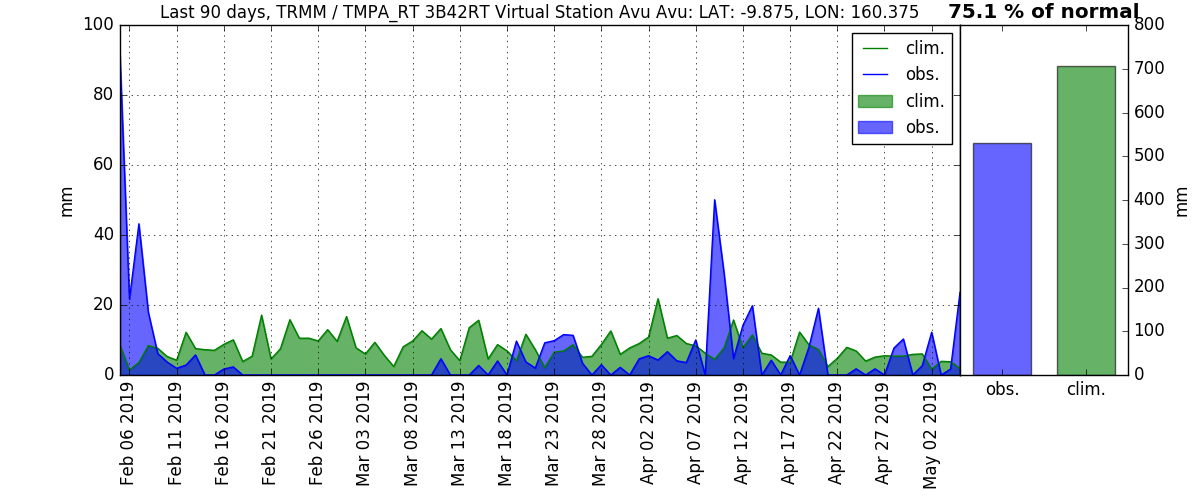 Last 90 days, TRMM / TMPA_RT 3B42RT Virtual Station Avu Avu: LAT: -9.875, LON: 160.375
75.1 % of normal
100
80
60
40
20
0
mm
clim.
obs.
clim.
obs.
Feb 06 2019
Feb 11 2019
Feb 16 2019
Feb 21 2019
Feb 26 2019
Mar 03 2019
Mar 08 2019
Mar 13 2019
Mar 18 2019
Mar 23 2019
Mar 28 2019
Apr 02 2019
Apr 07 2019
Apr 12 2019
Apr 17 2019
Apr 22 2019
Apr 27 2019
May 02 2019
800
700
600
500
400
300
200
100
0
mm
obs.
clim.